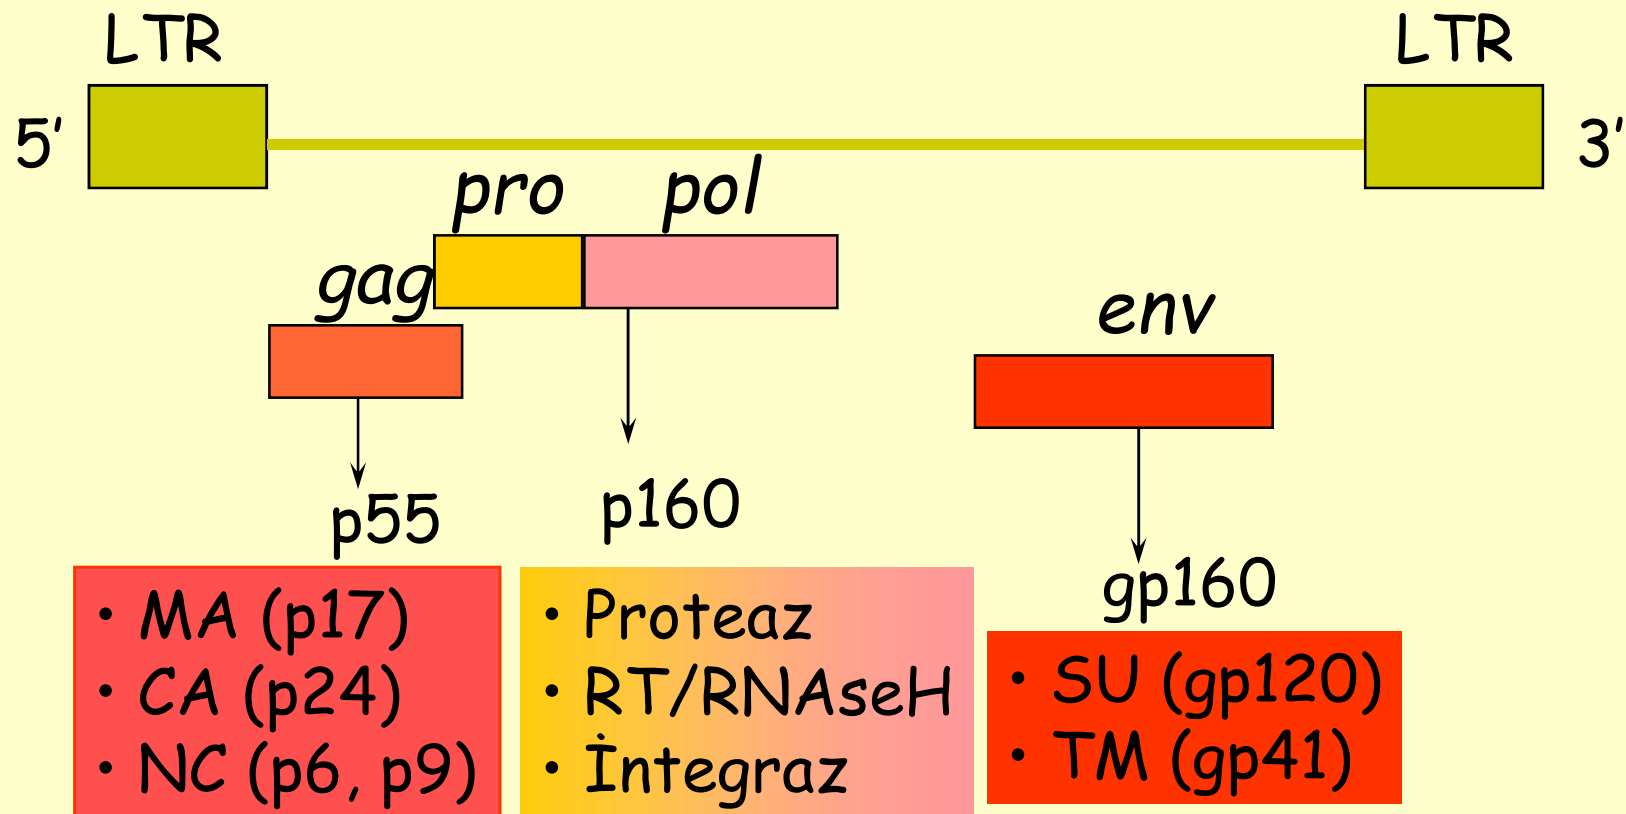 LTR
LTR
5'
3'
pro
pol
gag
env
p55
p160
gp160
• MA (p17)
• CA (p24)
• NC (p6, p9)
• Proteaz
• RT/RNAseH
• İntegraz
• SU (gp120)
• TM (gp41)